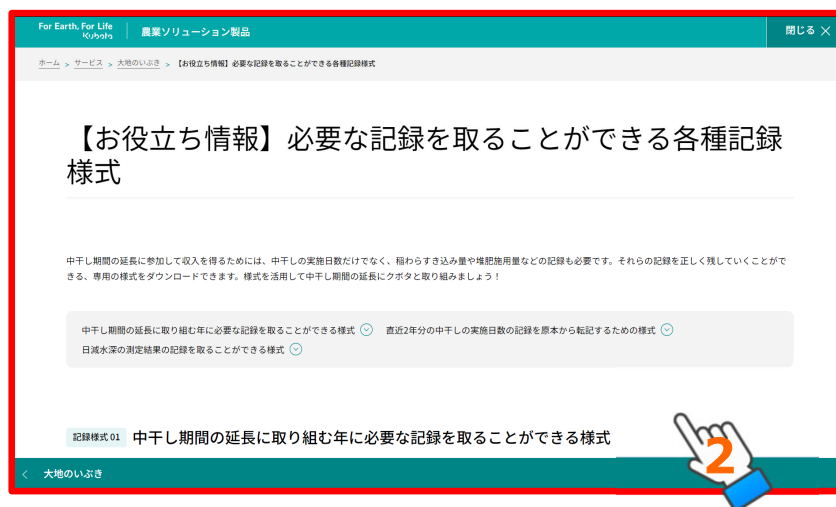 For Earth, For Life
Kubota
農業ソリューション製品
閉じる
ホーム > サービス > 大地のいぶき > 【お役立ち情報】必要な記録を取ることができる各種記録様式
【お役立ち情報】必要な記録を取ることができる各種記録
様式
中干し期間の延長に参加して収入を得るためには、中干しの実施日数だけでなく、稲わらすき込み量や堆肥施用量などの記録も必要です。それらの記録を正しく残していくことがで
きる、専用の様式をダウンロードできます。様式を活用して中干し期間の延長にクボタと取り組みましょう！
中干し期間の延長に取り組む年に必要な記録を取ることができる様式 直近2年分の中干しの実施日数の記録を原本から転記するための様式
日減水深の測定結果の記録を取ることができる様式
記録様式 01 中干し期間の延長に取り組む年に必要な記録を取ることができる様式
2
< 大地のいぶき